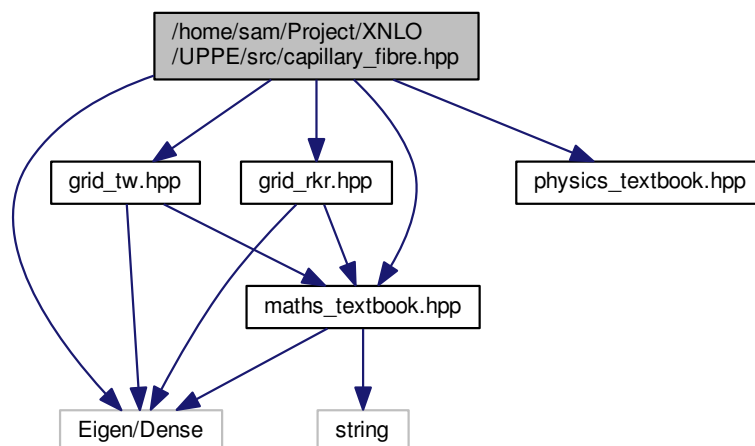 /home/sam/Project/XNLO
/UPPE/src/capillary_fibre.hpp
grid_tw.hpp
grid_rkr.hpp
physics_textbook.hpp
maths_textbook.hpp
Eigen/Dense
string